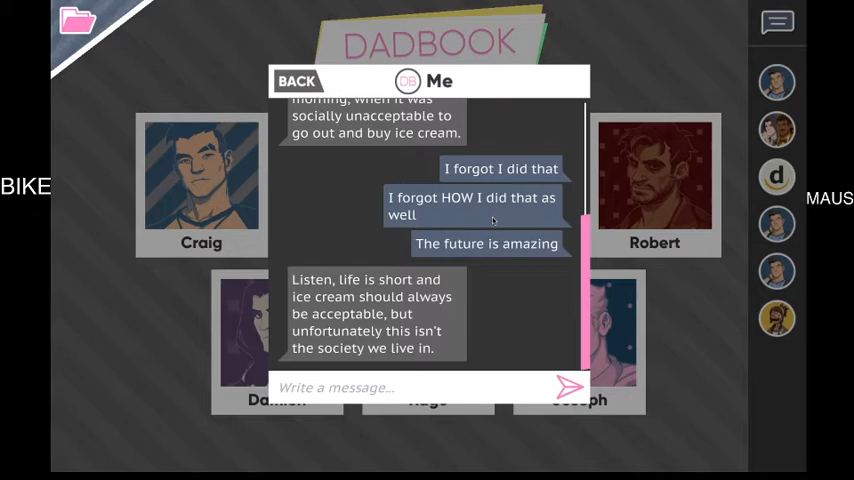 DADBOOK
BACK
DB
Me
morning, when it was
socially unacceptable to
go out and buy ice cream.
I forgot I did that
I forgot HOW I did that as
well
The future is amazing
Listen, life is short and
ice cream should always
be acceptable, but
unfortunately this isn't
the society we live in.
Write a message...
BIKE
MAUS
Craig
Robert
d